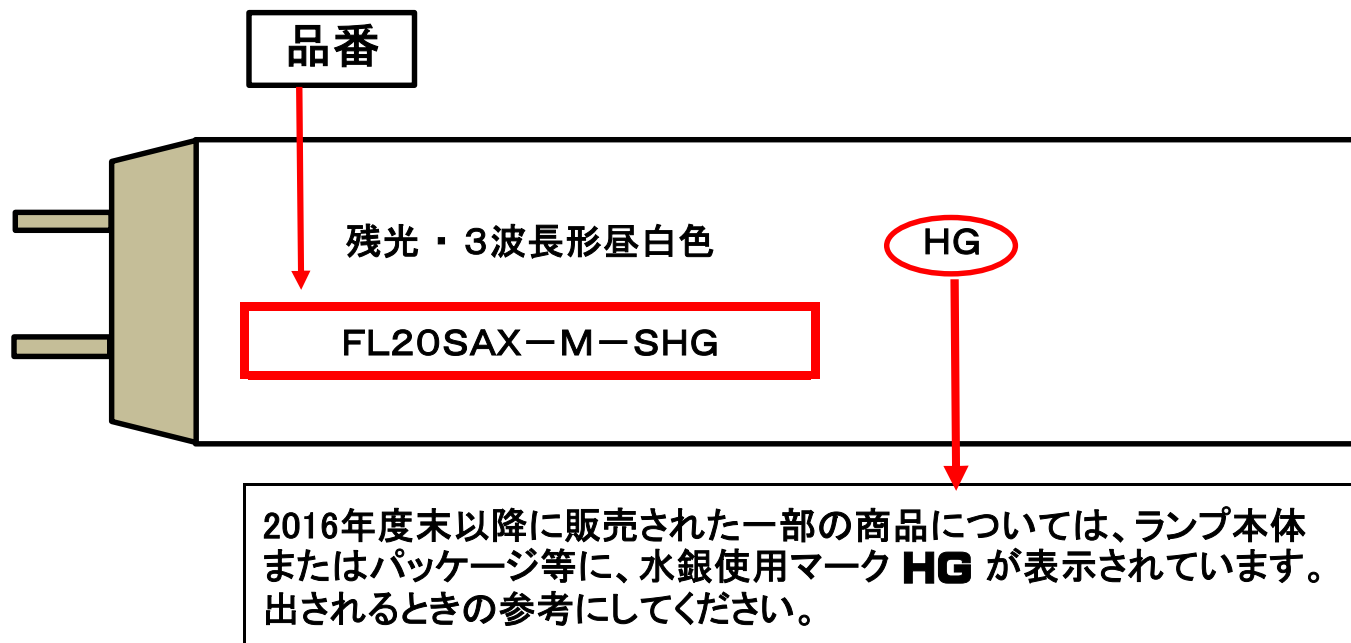 品番
残光・3波長形昼白色
HG
FL20SAX－M－SHG
2016年度末以降に販売された一部の商品については、ランプ本体
またはパッケージ等に、水銀使用マーク HG が表示されています。
出されるときの参考にしてください。